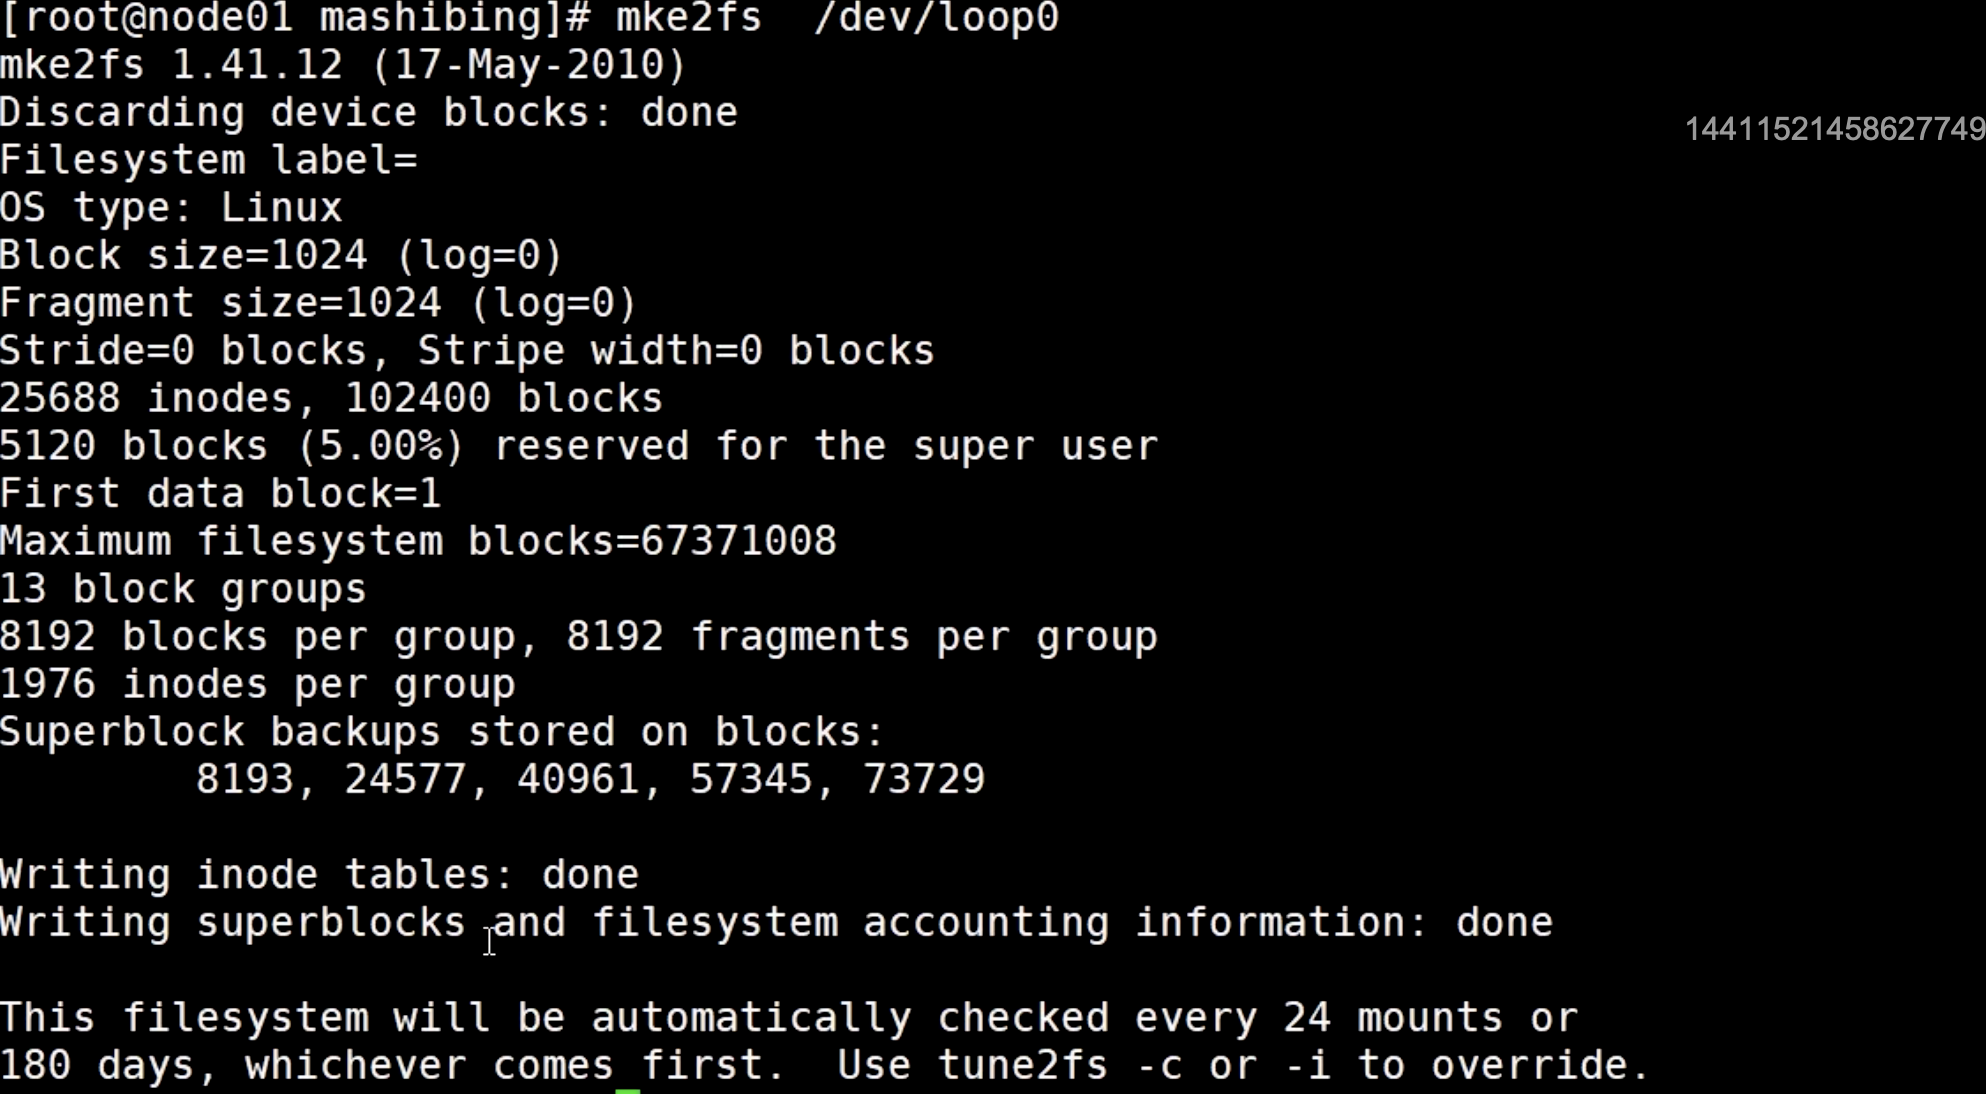 [root@node01 mashibing]# mke2fs  /dev/loop0
mke2fs 1.41.12 (17-May-2010)
Discarding device blocks: done
14411521458627749
Filesystem label=
OS type: Linux
Block size=1024 (log=0)
Fragment size=1024 (log=0)
Stride=0 blocks, Stripe width=0 blocks
25688 inodes, 102400 blocks
5120 blocks (5.00%) reserved for the super user
First data block=1
Maximum filesystem blocks=67371008
13 block groups
8192 blocks per group, 8192 fragments per group
1976 inodes per group
Superblock backups stored on blocks:
        8193, 24577, 40961, 57345, 73729
Writing inode tables: done
Writing superblocks and filesystem accounting information: done
This filesystem will be automatically checked every 24 mounts or
180 days, whichever comes first.  Use tune2fs -c or -i to override.